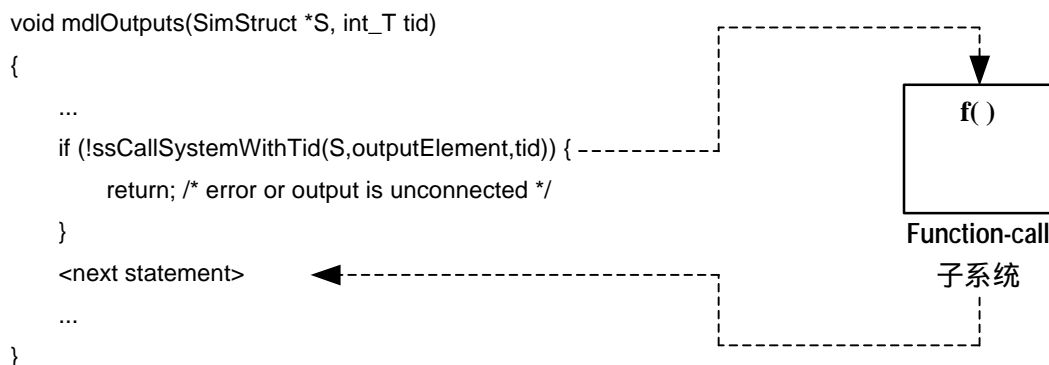 void mdlOutputs(SimStruct *S, int_T tid)
{
...
if (!ssCallSystemWithTid(S,outputElement,tid)) {
return; /* error or output is unconnected */
}
<next statement>
...
}
f( )
Function-call
子系统